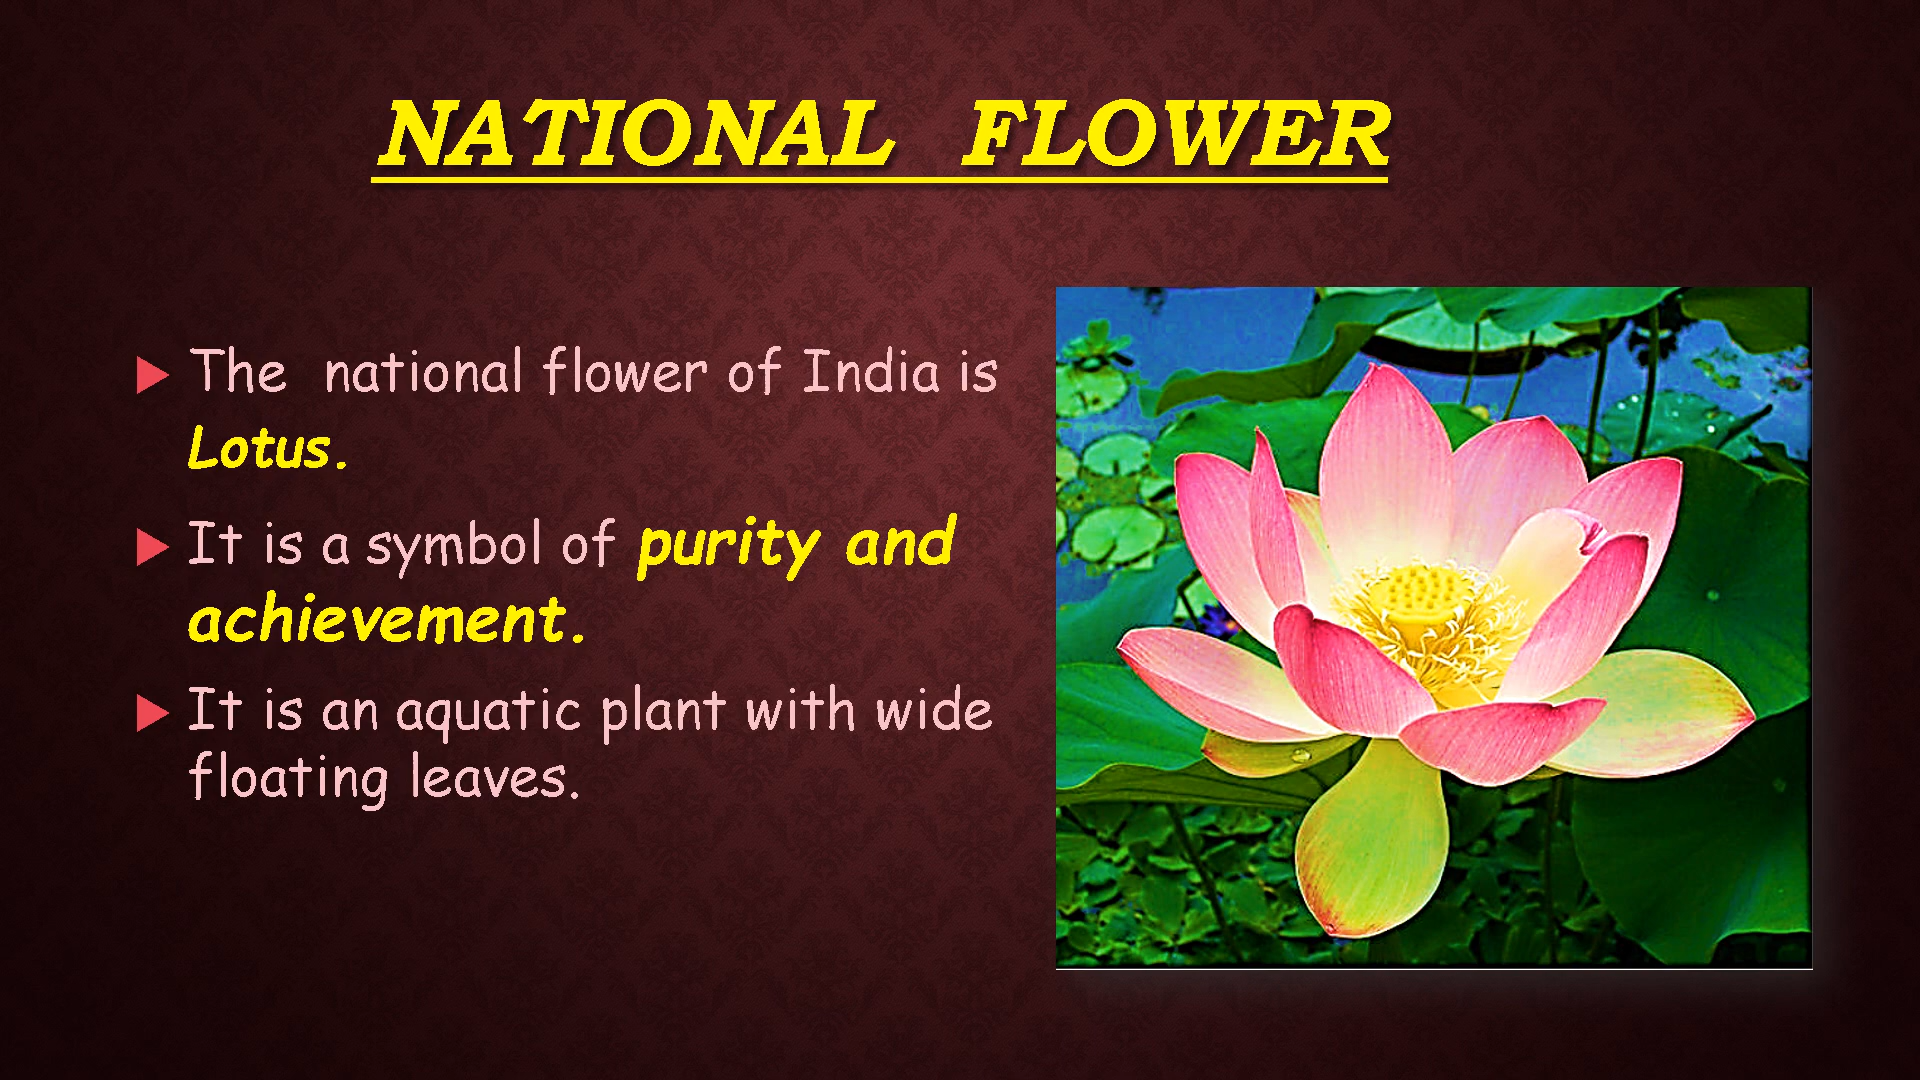 NATIONAL FLOWER
The national flower of India is
Lotus.
It is a symbol of purity and
achievement.
It is an aquatic plant with wide
floating leaves.